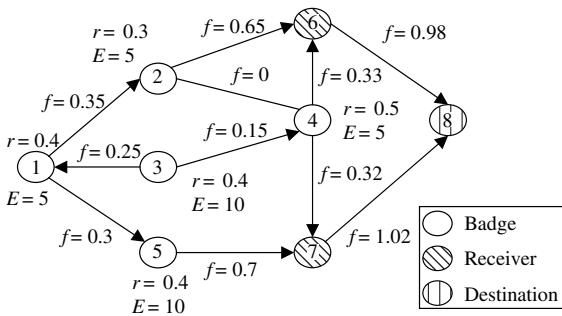 6
r = 0.3
E = 5
f = 0.65
f = 0.98
2
f = 0
f = 0.33
f = 0.35
r = 0.5
E = 5
4
8
r = 0.4
f = 0.25
f = 0.15
1
3
E = 5
r = 0.4
E = 10
f = 0.32
f = 0.3
f = 1.02
5
7
f = 0.7
r = 0.4
E = 10
Badge
Receiver
Destination